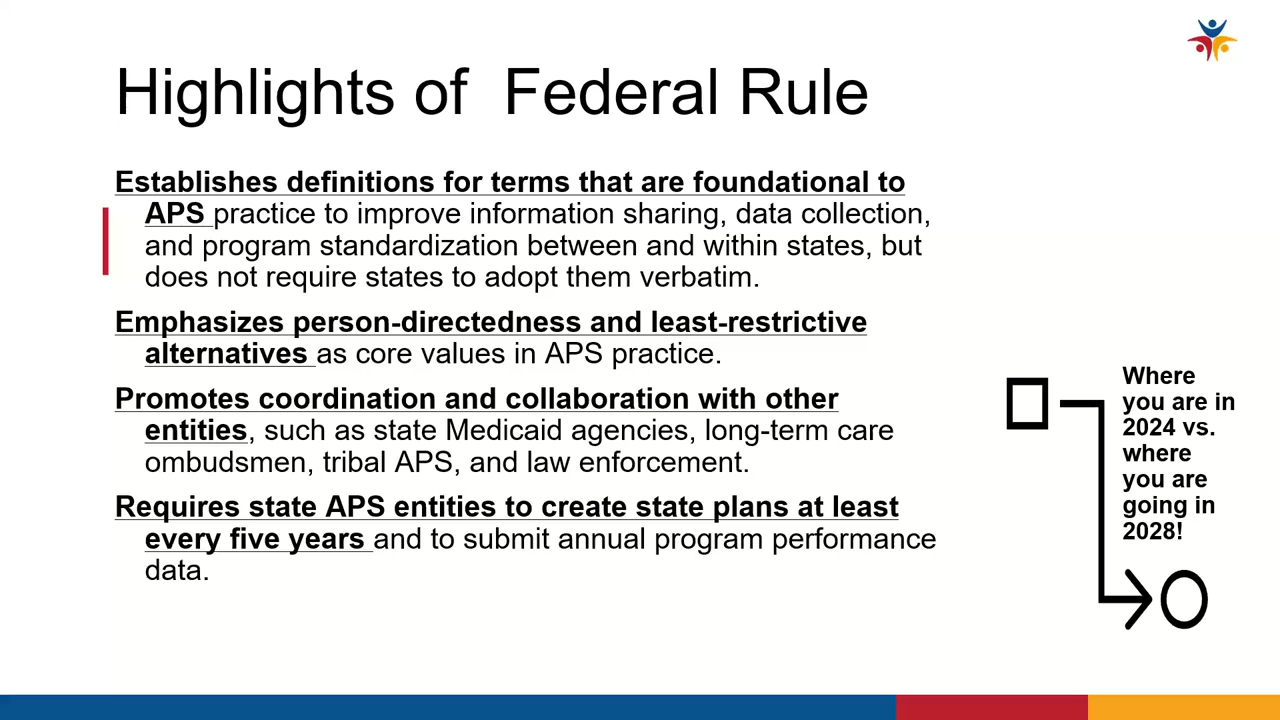 Highlights of  Federal Rule
Establishes definitions for terms that are foundational to
APS practice to improve information sharing, data collection,
and program standardization between and within states, but
does not require states to adopt them verbatim.
Emphasizes person-directedness and least-restrictive
alternatives as core values in APS practice.
Promotes coordination and collaboration with other
entities, such as state Medicaid agencies, long-term care
ombudsmen, tribal APS, and law enforcement.
Requires state APS entities to create state plans at least
every five years and to submit annual program performance
data.
Where
you are in
2024 vs.
where
you are
going in
2028!